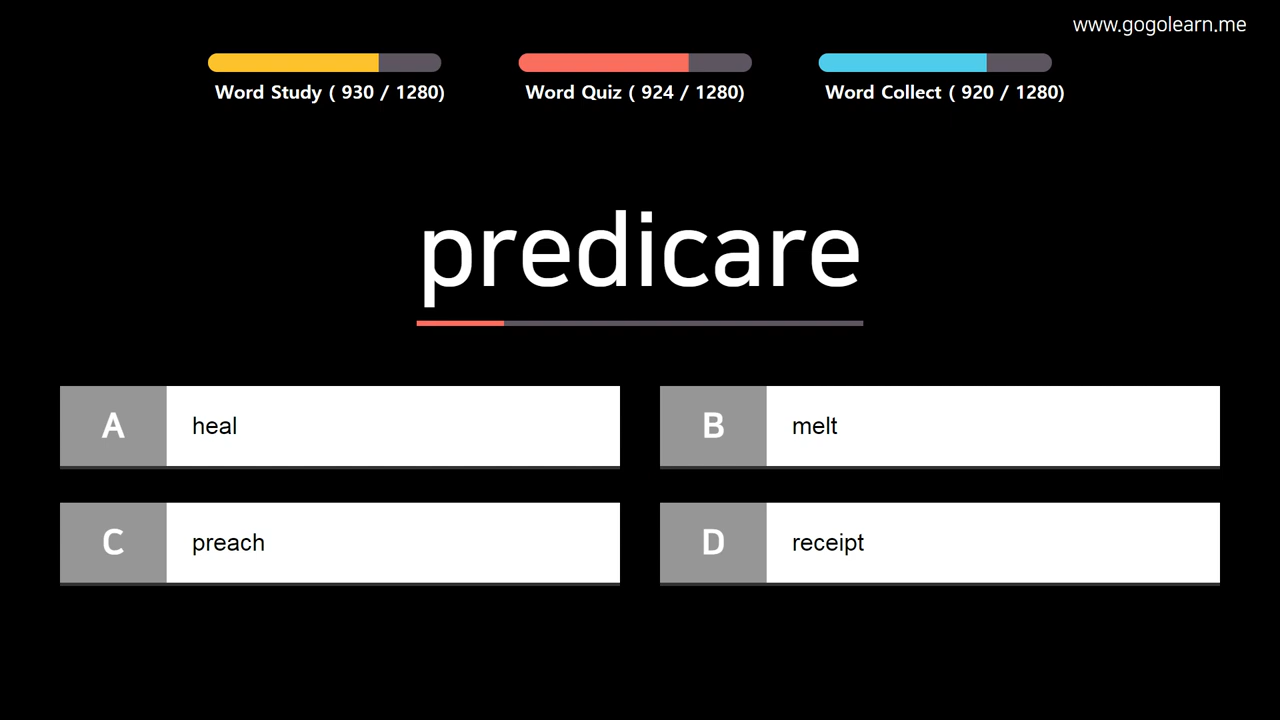 www.gogolearn.me
Word Study ( 930 / 1280)
Word Quiz ( 924 / 1280)
Word Collect ( 920 / 1280)
predicare
A heal
B melt
C preach
D receipt